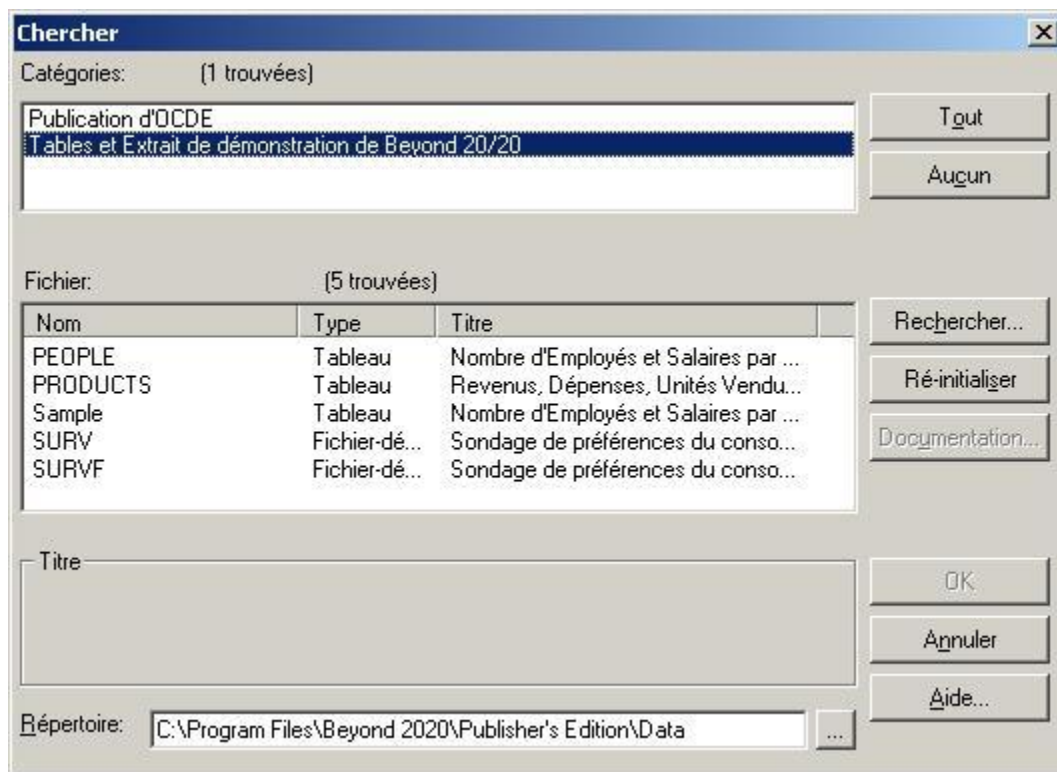 Chercher
Catégories: (1 trouvées)
Publication d'OCDE
Tables et Extrait de démonstration de Beyond 20/20
Tout
Aucun
Fichier: (5 trouvées)
Nom Type Titre
PEOPLE Tableau Nombre d'Employés et Salaires par ...
PRODUCTS Tableau Revenus, Dépenses, Unités Vendu...
Sample Tableau Nombre d'Employés et Salaires par ...
SURV Fichier-dé... Sondage de préférences du conso...
SURVF Fichier-dé... Sondage de préférences du conso...
Rechercher...
Ré-initialiser
Documentation...
Titre
OK
Annuler
Aide...
Répertoire: C:\Program Files\Beyond 2020\Publisher's Edition\Data ...